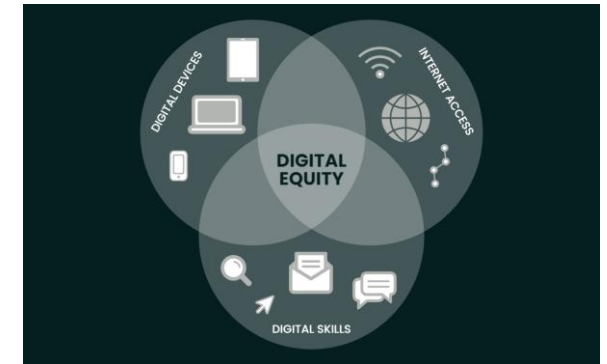 DIGITAL DEVICES
INTERNET ACCESS
DIGITAL
EQUITY
DIGITAL SKILLS